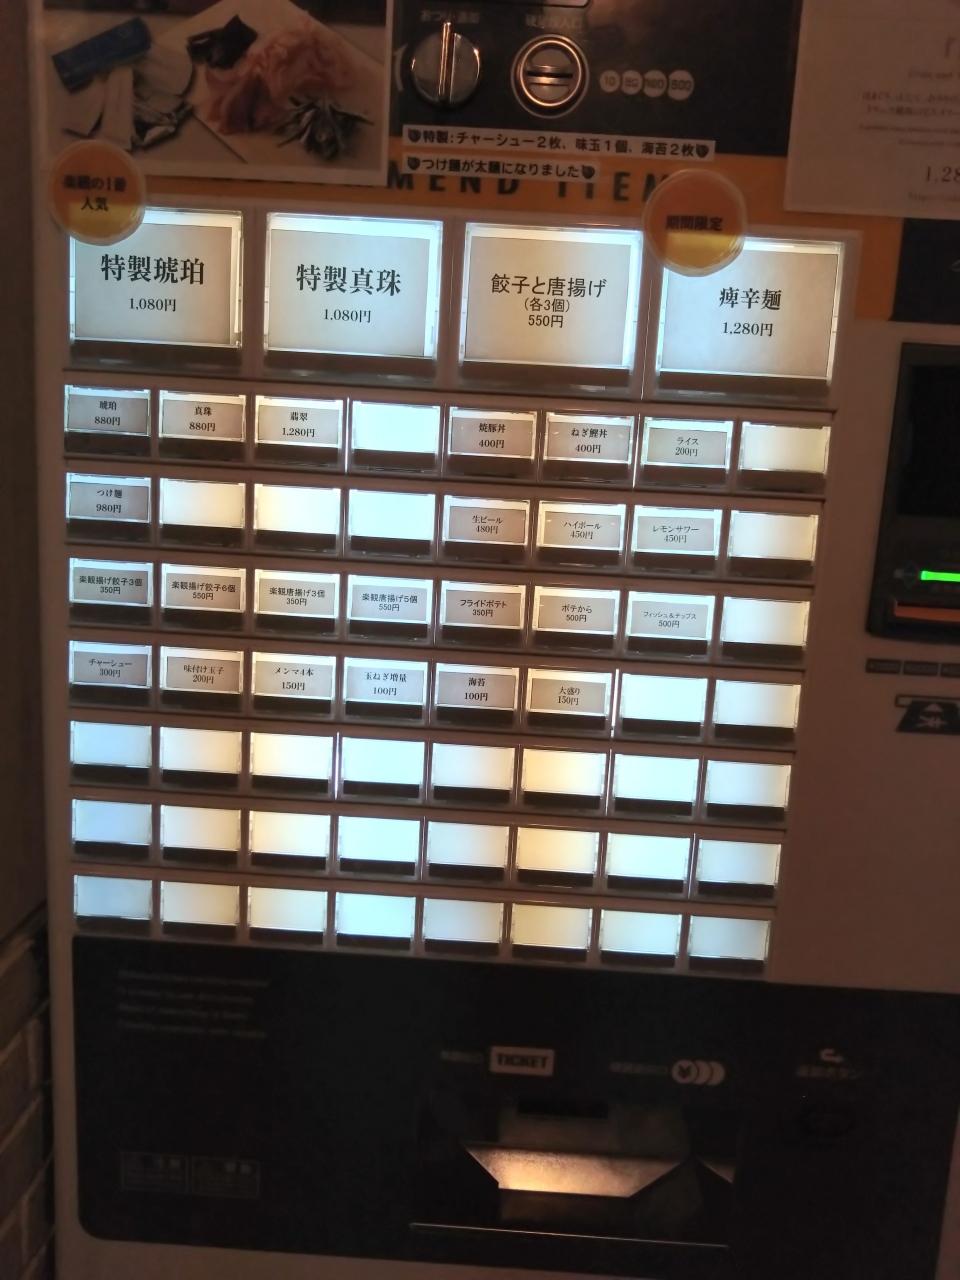 硬貨投入口
10 50 100 500
特製:チャーシュー2枚、味玉1個、海苔2枚
つけ麺が太麺になりました
MEND ITEM
楽観の1番
人気
期間限定
特製琥珀
1,080円
特製真珠
1,080円
餃子と唐揚げ
(各3個)
550円
痺辛麺
1,280円
琥珀
880円
真珠
880円
翡翠
1,280円
焼豚丼
400円
ねぎ鰹丼
400円
ライス
200円
つけ麺
980円
生ビール
480円
ハイボール
450円
レモンサワー
450円
楽観揚げ餃子3個
350円
楽観揚げ餃子6個
550円
楽観唐揚げ3個
350円
楽観唐揚げ5個
550円
フライドポテト
350円
ポテから
500円
フィッシュ&チップス
500円
チャーシュー
300円
味付け玉子
200円
メンマ4本
150円
玉ねぎ増量
100円
海苔
100円
大盛り
150円
TICKET